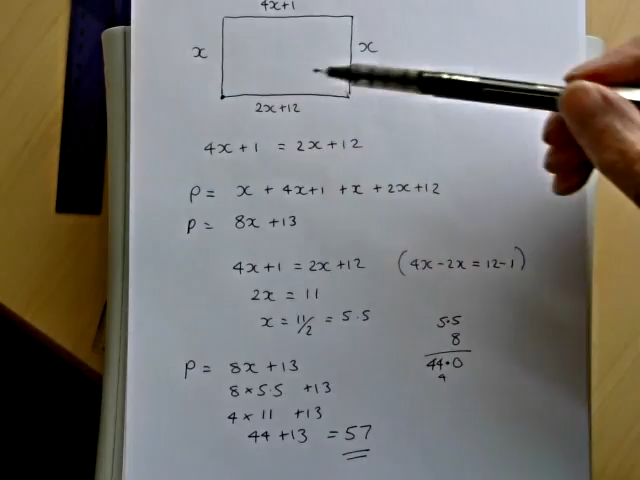 4x+1
x x
2x+12
4x+1 = 2x+12
P = x + 4x+1 + x + 2x+12
P = 8x +13
4x+1 = 2x+12 (4x-2x = 12-1)
2x = 11
x = 11/2 = 5.5
5.5
8
44.0
4
P = 8x +13
8×5.5 +13
4 × 11 +13
44 +13 = 57